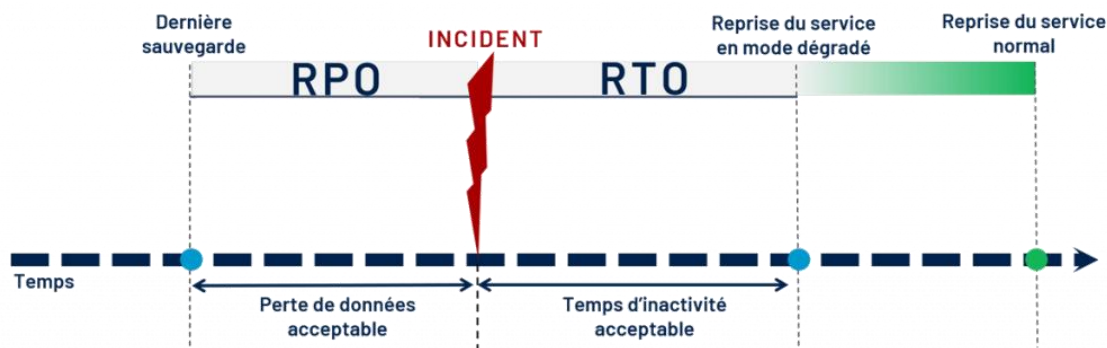 Dernière
sauvegarde
INCIDENT
Reprise du service
en mode dégradé
Reprise du service
normal
RPO
RTO
Temps
Perte de données
acceptable
Temps d'inactivité
acceptable